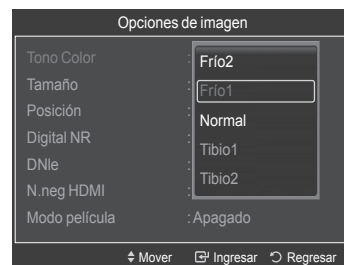 Opciones de imagen
Tono Color : Frío2
Tamaño : Frío1
Posición : Normal
Digital NR : Tibio1
DNIe : Tibio2
N.neg HDMI :
Modo película : Apagado
Mover Ingresar Regresar